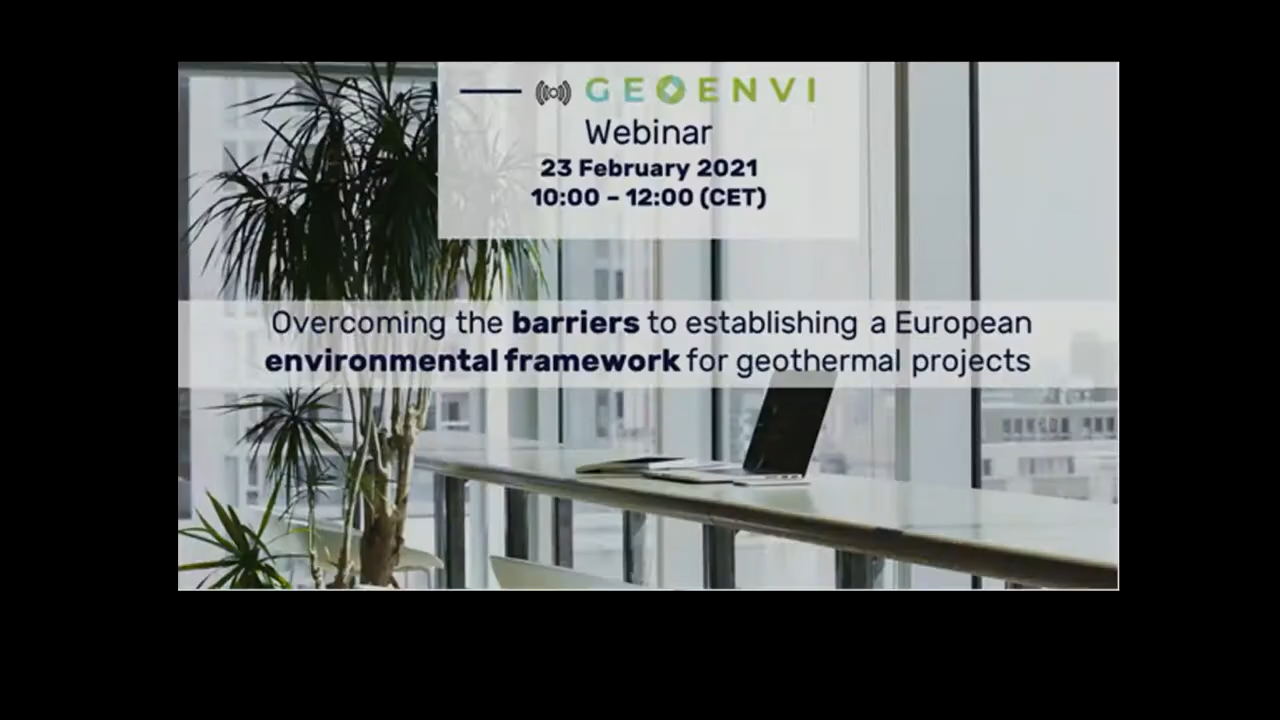 GEOENVI
Webinar
23 February 2021
10:00 – 12:00 (CET)
Overcoming the barriers to establishing a European
environmental framework for geothermal projects